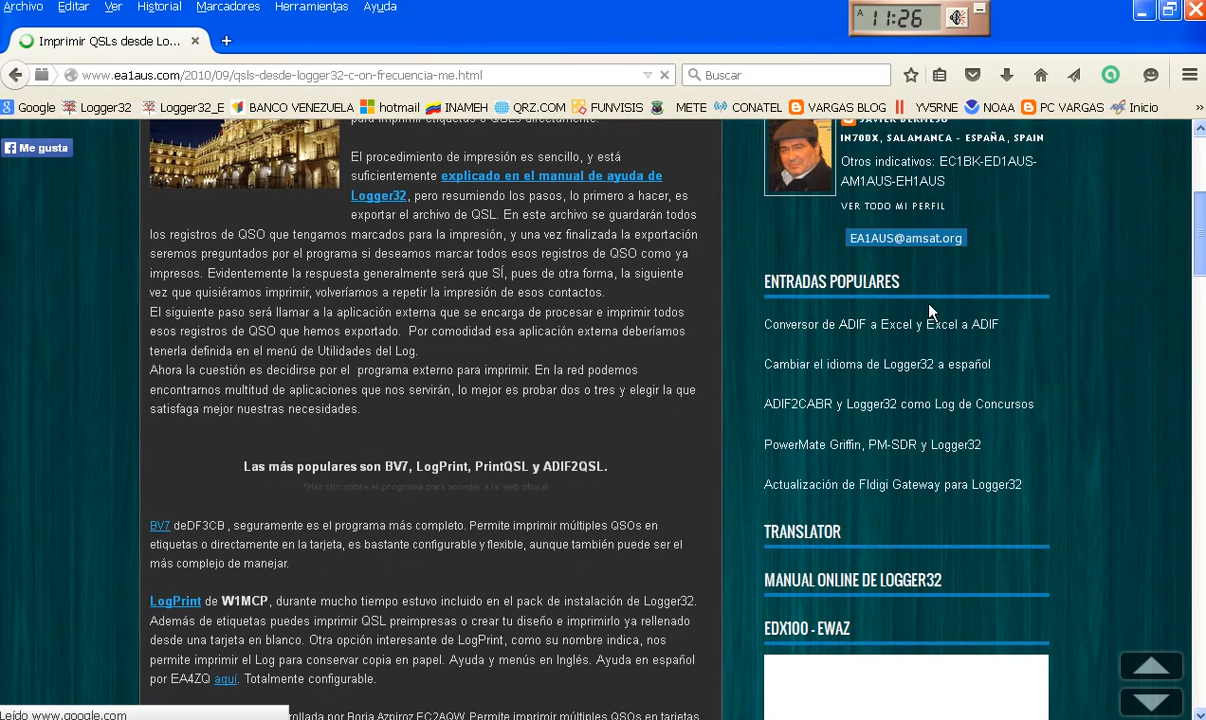 Archivo Editar Ver Historial Marcadores Herramientas Ayuda
A 11:26
Imprimir QSLs desde Lo...
www.ea1aus.com/2010/09/qsls-desde-logger32-c-on-frecuencia-me.html
Buscar
Google Logger32 Logger32_E BANCO VENEZUELA hotmail INAMEH QRZ.COM FUNVISIS METE CONATEL VARGAS BLOG YV5RNE NOAA PC VARGAS Inicio
Me gusta
para imprimir etiquetas o QSLs directamente.
El procedimiento de impresión es sencillo, y está
suficientemente explicado en el manual de ayuda de
Logger32, pero resumiendo los pasos, lo primero a hacer, es
exportar el archivo de QSL. En este archivo se guardarán todos
los registros de QSO que tengamos marcados para la impresión, y una vez finalizada la exportación
seremos preguntados por el programa si deseamos marcar todos esos registros de QSO como ya
impresos. Evidentemente la respuesta generalmente será que SÍ, pues de otra forma, la siguiente
vez que quisiéramos imprimir, volveríamos a repetir la impresión de esos contactos.
El siguiente paso será llamar a la aplicación externa que se encarga de procesar e imprimir todos
esos registros de QSO que hemos exportado. Por comodidad esa aplicación externa deberíamos
tenerla definida en el menú de Utilidades del Log.
Ahora la cuestión es decidirse por el programa externo para imprimir. En la red podemos
encontrarnos multitud de aplicaciones que nos servirán, lo mejor es probar dos o tres y elegir la que
satisfaga mejor nuestras necesidades.
Las más populares son BV7, LogPrint, PrintQSL y ADIF2QSL.
*Haz clic sobre el programa para acceder a la web oficial
BV7 deDF3CB , seguramente es el programa más completo. Permite imprimir múltiples QSOs en
etiquetas o directamente en la tarjeta, es bastante configurable y flexible, aunque también puede ser el
más complejo de manejar.
LogPrint de W1MCP, durante mucho tiempo estuvo incluido en el pack de instalación de Logger32.
Además de etiquetas puedes imprimir QSL preimpresas o crear tu diseño e imprimirlo ya rellenado
desde una tarjeta en blanco. Otra opción interesante de LogPrint, como su nombre indica, nos
permite imprimir el Log para conservar copia en papel. Ayuda y menús en Inglés. Ayuda en español
por EA4ZQ aquí. Totalmente configurable.
rollada por Borja Azpiroz EC2AQW. Permite imprimir múltiples QSOs en tarjetas
JAVIER BERMEJO
IN70DX, SALAMANCA - ESPAÑA, SPAIN
Otros indicativos: EC1BK-ED1AUS-
AM1AUS-EH1AUS
VER TODO MI PERFIL
EA1AUS@amsat.org
ENTRADAS POPULARES
Conversor de ADIF a Excel y Excel a ADIF
Cambiar el idioma de Logger32 a español
ADIF2CABR y Logger32 como Log de Concursos
PowerMate Griffin, PM-SDR y Logger32
Actualización de Fldigi Gateway para Logger32
TRANSLATOR
MANUAL ONLINE DE LOGGER32
EDX100 - EWAZ
Leído www.google.com